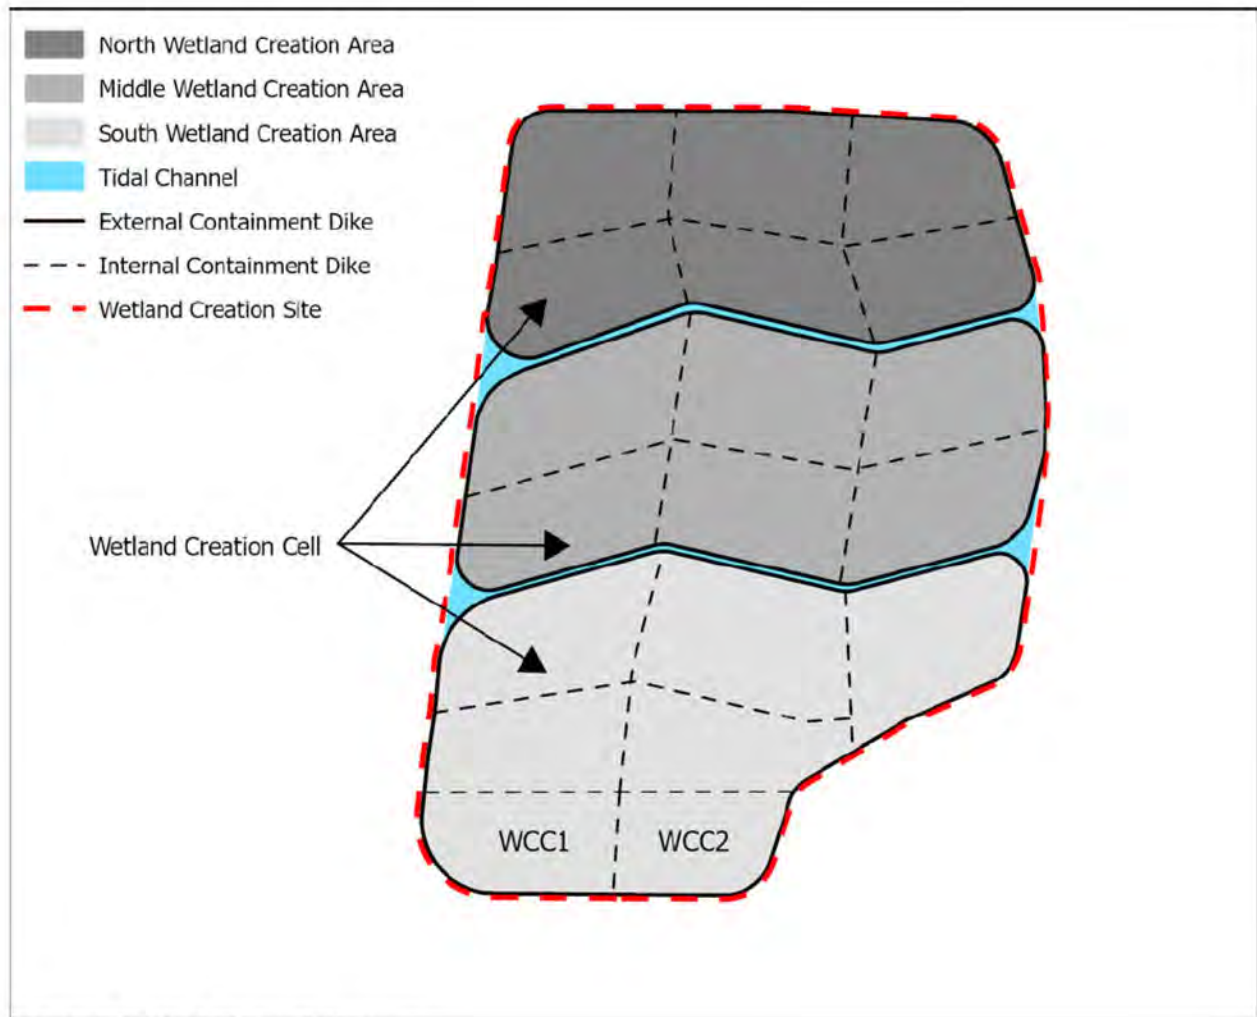 North Wetland Creation Area
Middle Wetland Creation Area
South Wetland Creation Area
Tidal Channel
External Containment Dike
Internal Containment Dike
Wetland Creation Site
Wetland Creation Cell
WCC1
WCC2